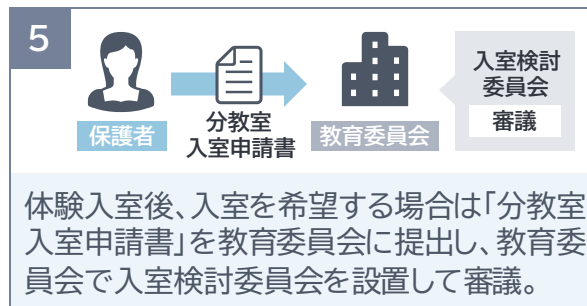 5
保護者
分教室
入室申請書
教育委員会
入室検討
委員会
審議
体験入室後、入室を希望する場合は「分教室
入室申請書」を教育委員会に提出し、教育委
員会で入室検討委員会を設置して審議。